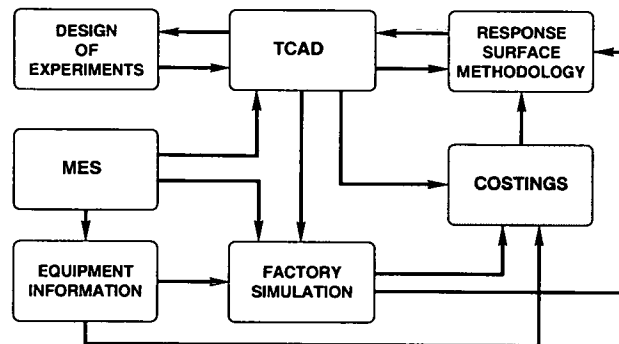 DESIGN
OF
EXPERIMENTS
TCAD
RESPONSE
SURFACE
METHODOLOGY
MES
COSTINGS
EQUIPMENT
INFORMATION
FACTORY
SIMULATION